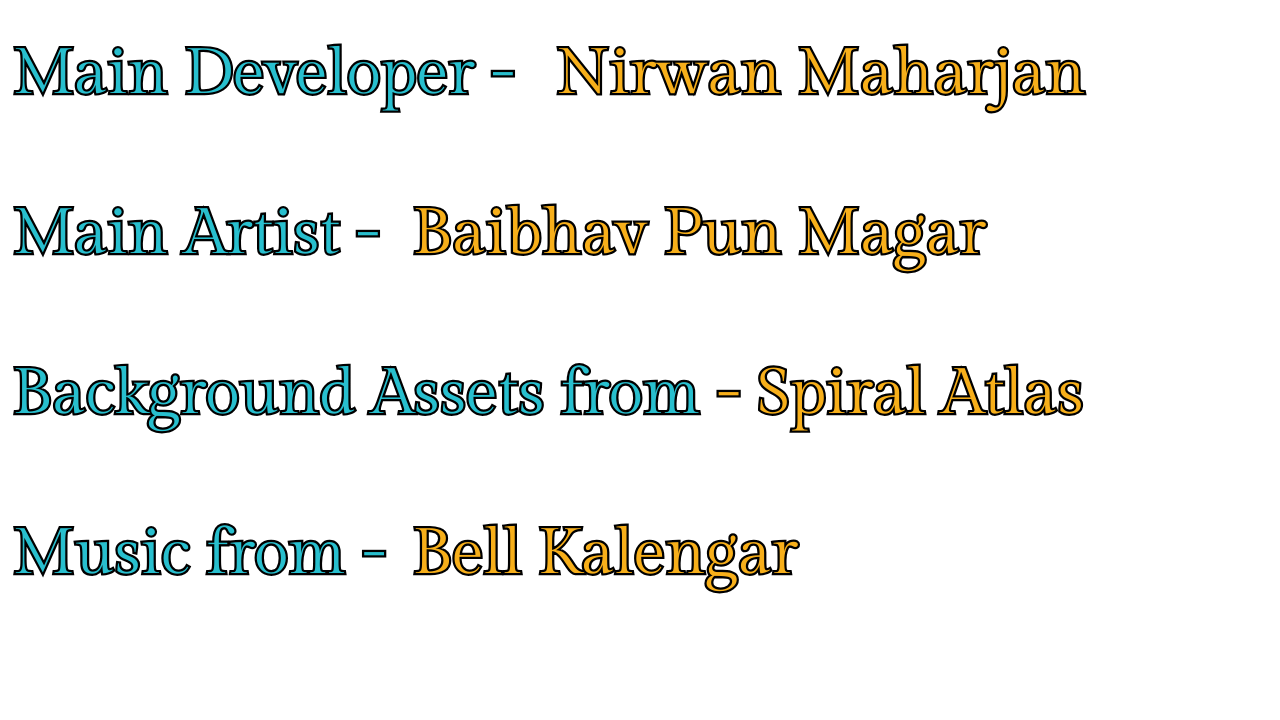 Main Developer - Nirwan Maharjan
Main Artist - Baibhav Pun Magar
Background Assets from - Spiral Atlas
Music from - Bell Kalengar